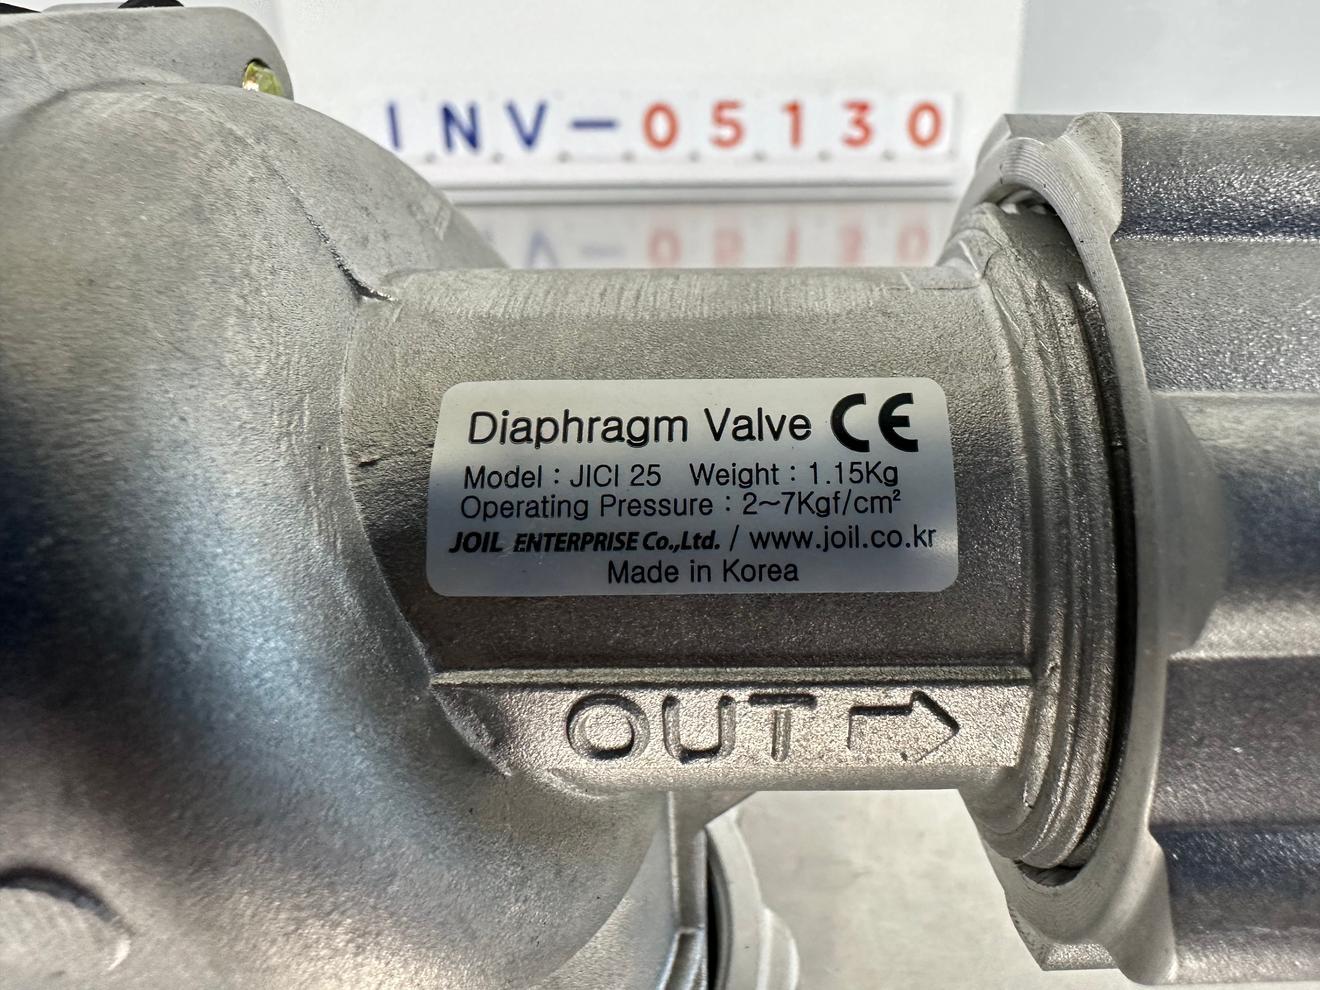 INV-05130
Diaphragm Valve CE
Model : JICI 25 Weight : 1.15Kg
Operating Pressure : 2~7Kgf/cm²
JOIL ENTERPRISE Co.,Ltd. / www.joil.co.kr
Made in Korea
OUT